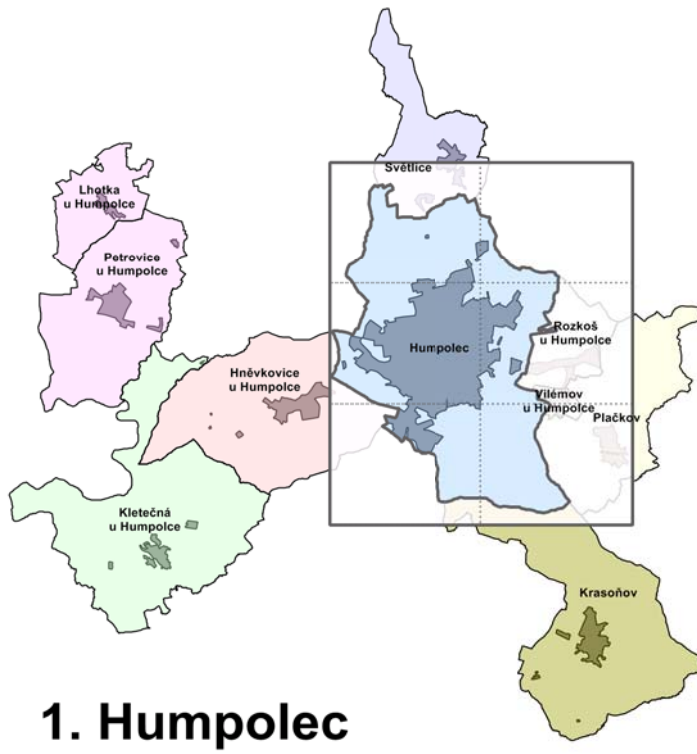 Světlice
Lhotka
u Humpolce
Petrovice
u Humpolce
Rozkoš
u Humpolce
Humpolec
Hněvkovice
u Humpolce
Vilémov
u Humpolce
Plačkov
Kletečná
u Humpolce
Krasoňov
1. Humpolec